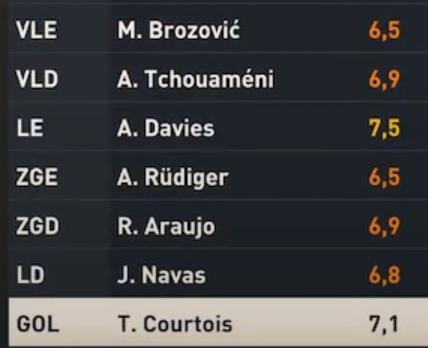 VLE M. Brozović 6,5
VLD A. Tchouaméni 6,9
LE A. Davies 7,5
ZGE A. Rüdiger 6,5
ZGD R. Araujo 6,9
LD J. Navas 6,8
GOL T. Courtois 7,1